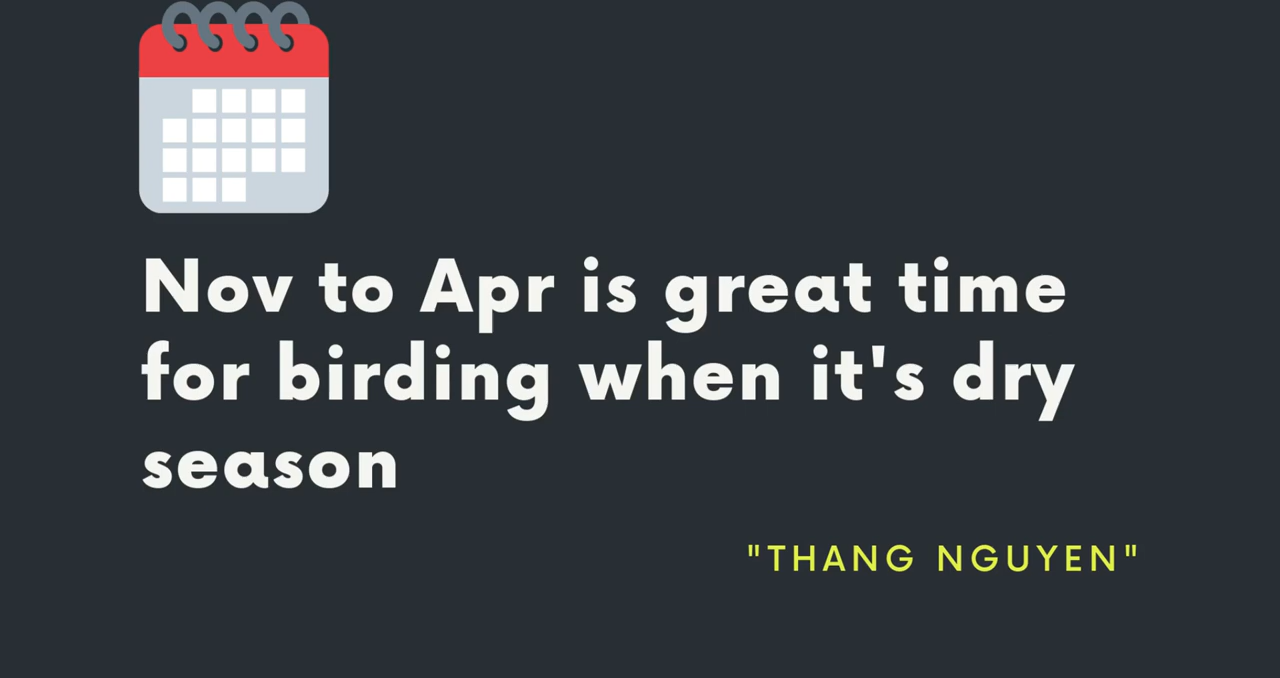 Nov to Apr is great time
for birding when it's dry
season
"THANG NGUYEN"